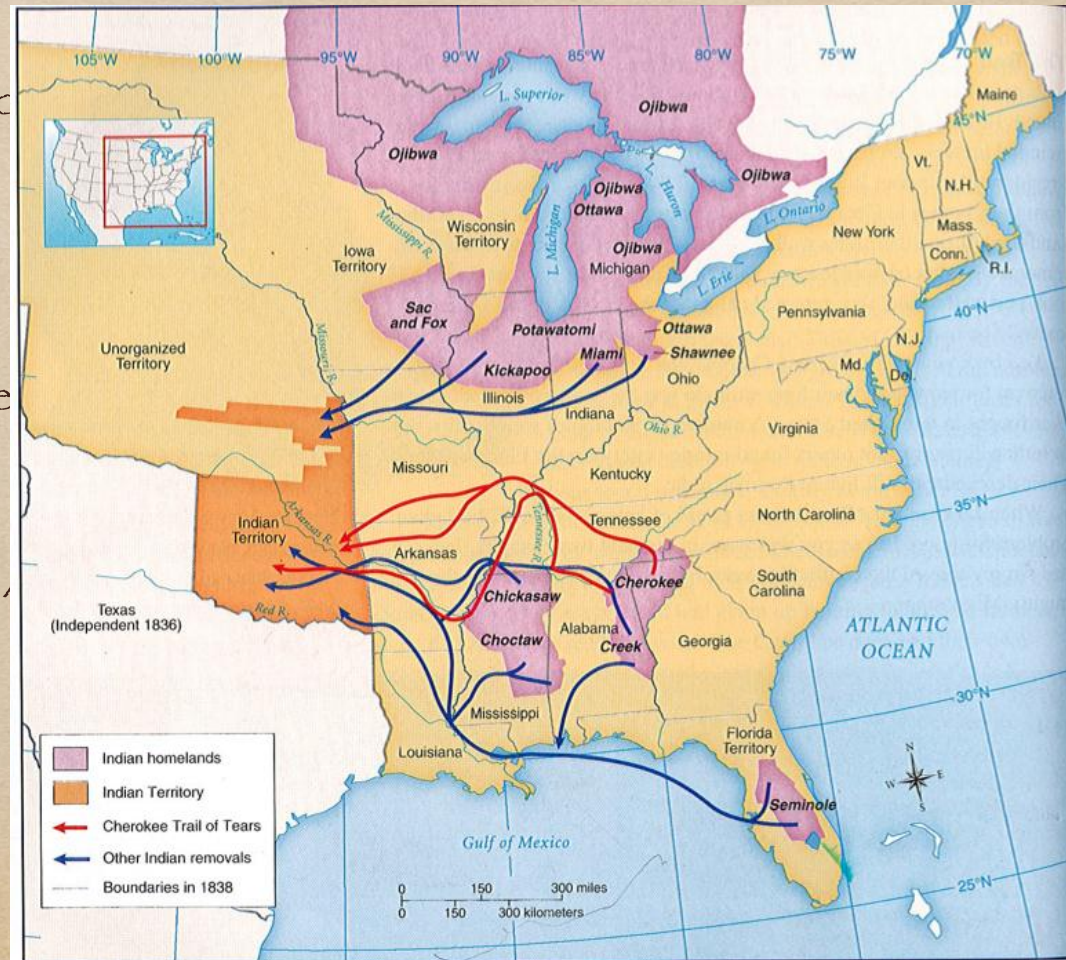 105°W
100°W
95°W
90°W
85°W
80°W
75°W
70°W
Maine
45°N
L. Superior
Ojibwa
Ojibwa
Ojibwa
Ojibwa
Ottawa
Ojibwa
Michigan
L. Michigan
L. Huron
L. Ontario
L. Erie
Vt.
N.H.
Mass.
Conn.
R.I.
New York
Pennsylvania
N.J.
Md.
Del.
40°N
Mississippi R.
Wisconsin
Territory
Iowa
Territory
Sac
and Fox
Potawatomi
Ottawa
Miami
Shawnee
Kickapoo
Ohio
Illinois
Indiana
Ohio R.
Unorganized
Territory
Missouri R.
Missouri
Kentucky
Virginia
35°N
Indian
Territory
Arkansas R.
Arkansas
Tennessee R.
Tennessee
North Carolina
South
Carolina
Red R.
Texas
(Independent 1836)
Chickasaw
Cherokee
Choctaw
Alabama
Creek
Georgia
ATLANTIC
OCEAN
30°N
Mississippi
Louisiana
Florida
Territory
Seminole
N
W
E
S
Gulf of Mexico
25°N
Indian homelands
Indian Territory
Cherokee Trail of Tears
Other Indian removals
Boundaries in 1838
0 150 300 miles
0 150 300 kilometers